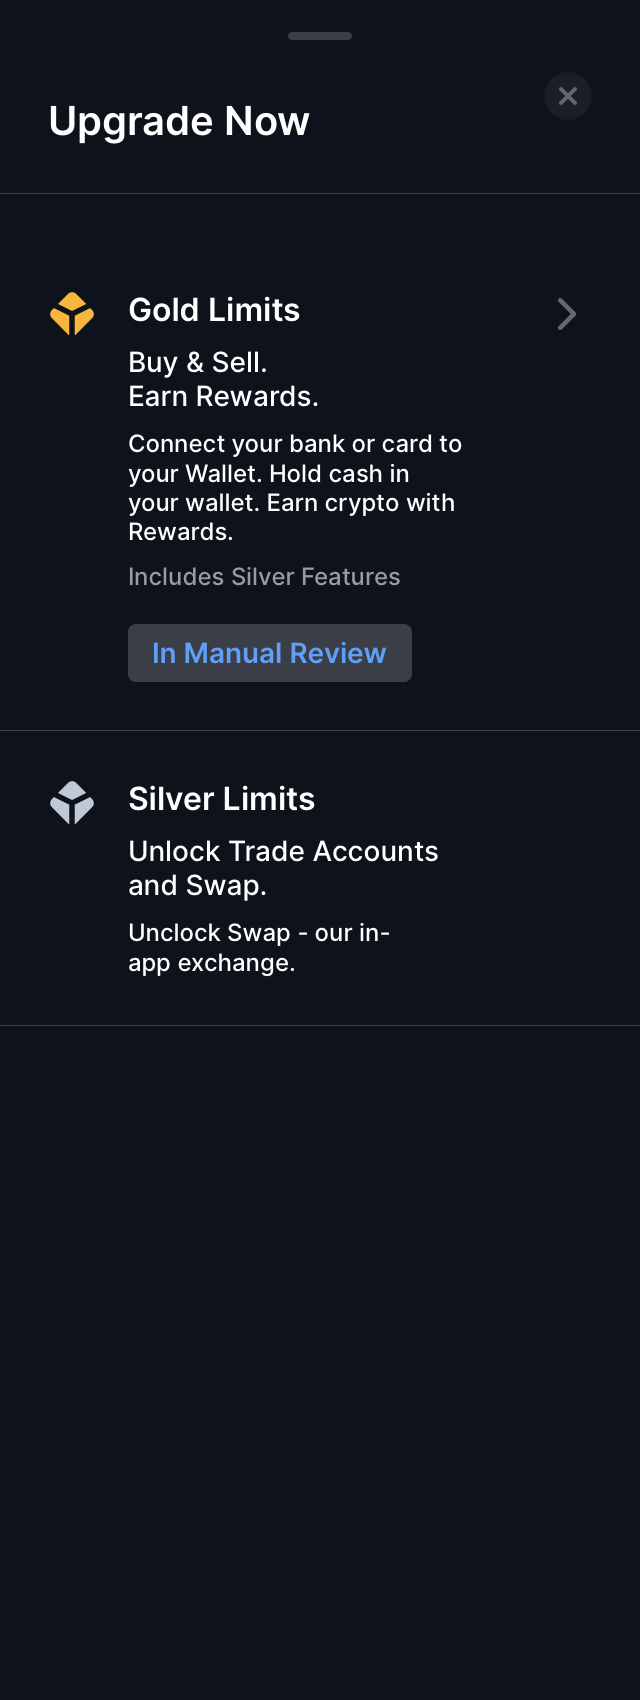 Upgrade Now
Gold Limits
Buy & Sell.
Earn Rewards.
Connect your bank or card to
your Wallet. Hold cash in
your wallet. Earn crypto with
Rewards.
Includes Silver Features
In Manual Review
Silver Limits
Unlock Trade Accounts
and Swap.
Unclock Swap - our in-
app exchange.